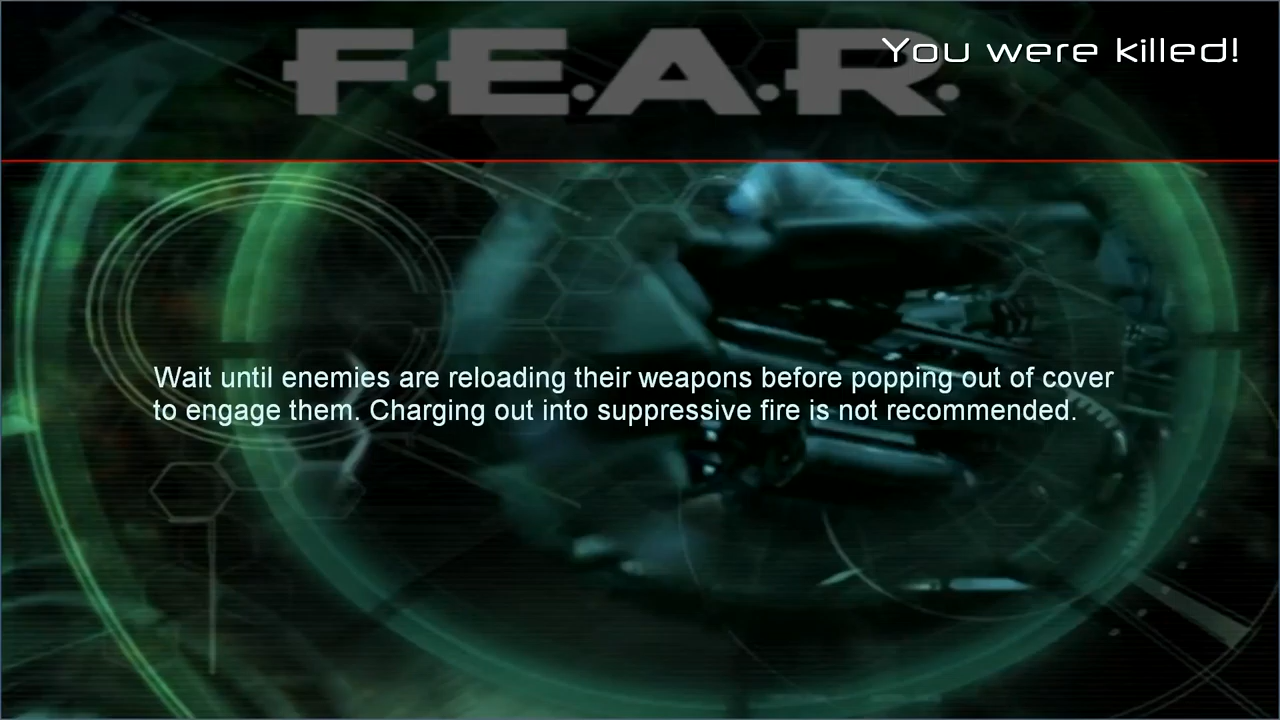 F.E.A.R.
You were killed!
Wait until enemies are reloading their weapons before popping out of cover
to engage them. Charging out into suppressive fire is not recommended.